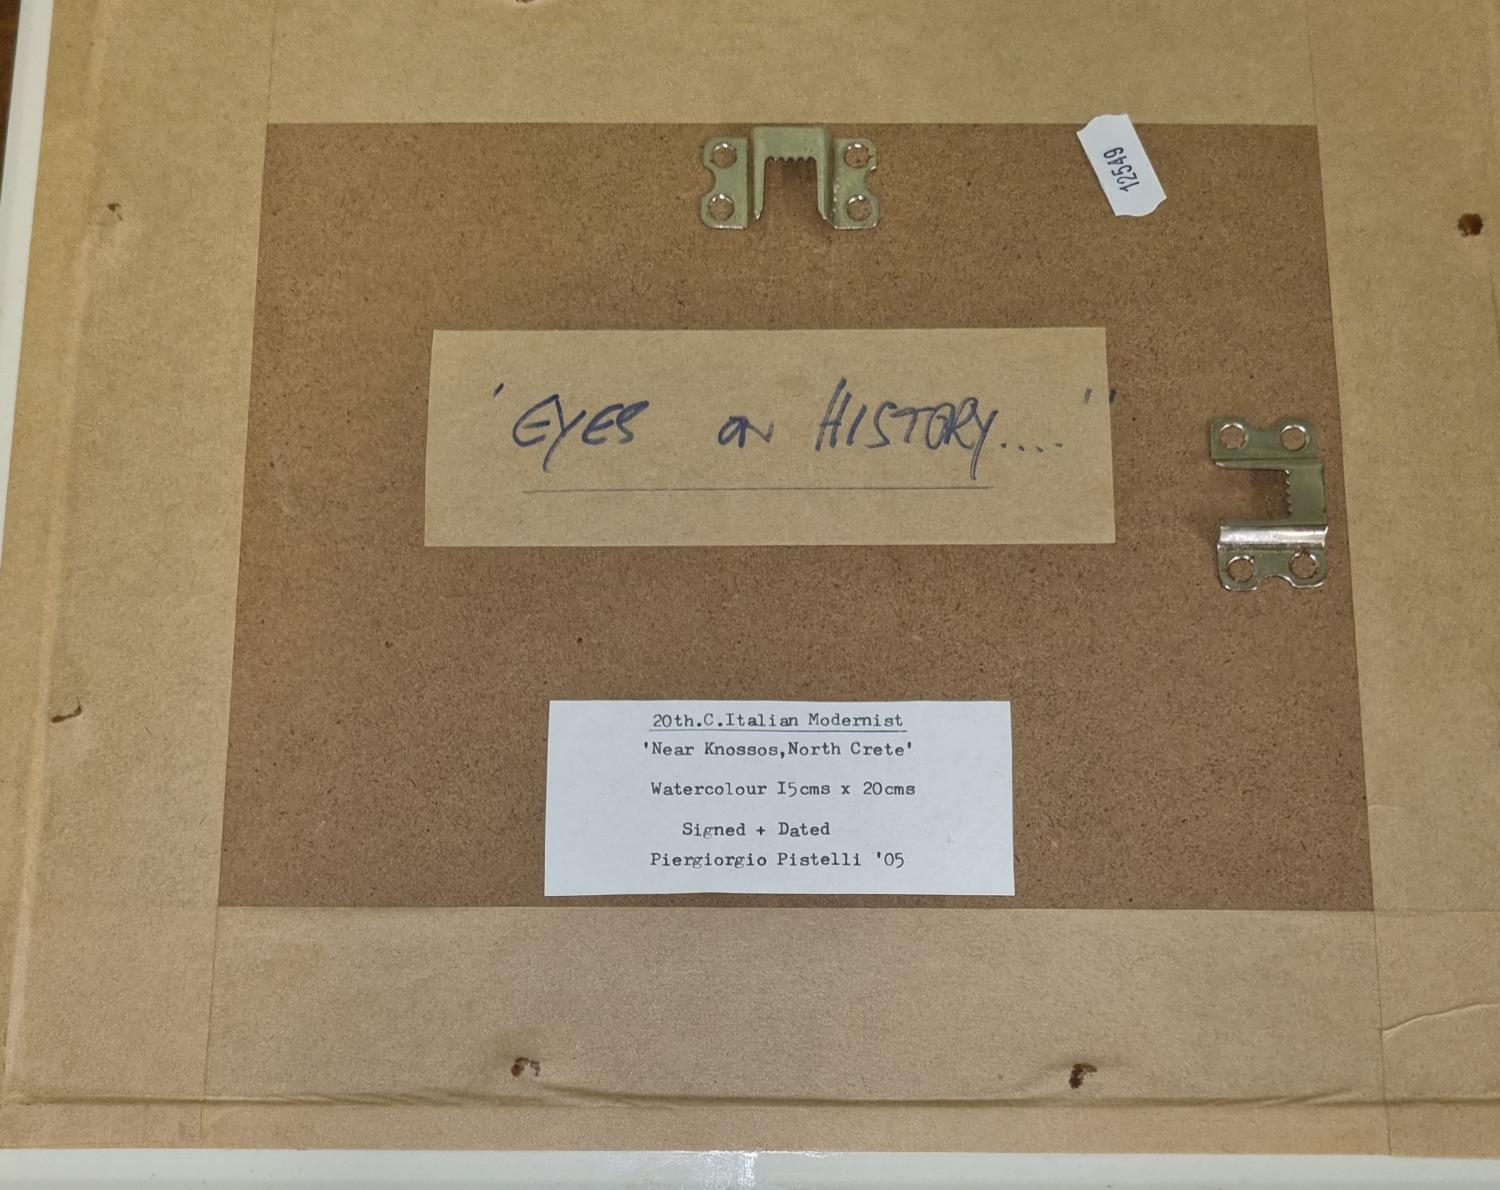 12549
' EYES ON HISTORY.... ''
20th.C.Italian Modernist
'Near Knossos,North Crete'
Watercolour I5cms x 20cms
Signed + Dated
Piergiorgio Pistelli '05